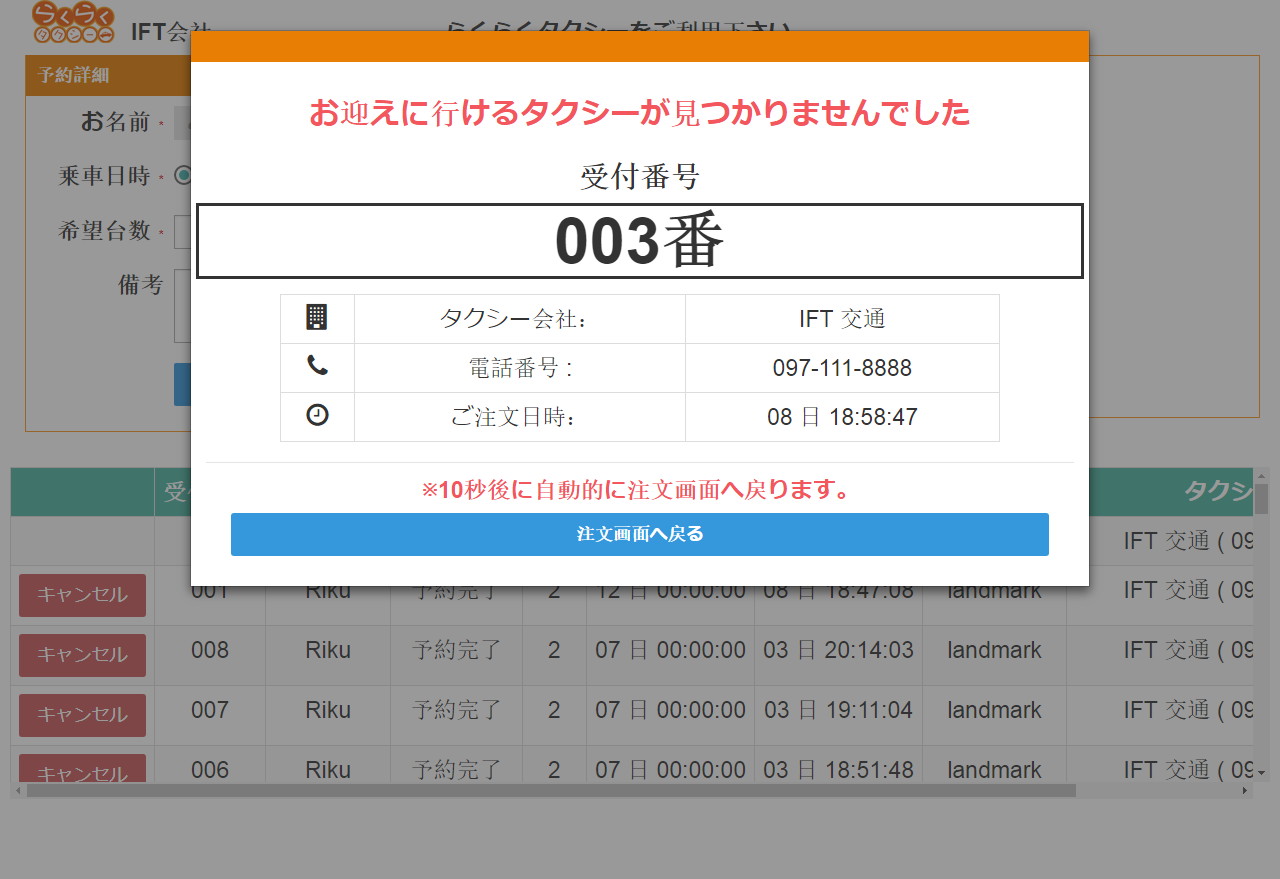 らくらく
タクシー
IFT会社
らくらくタクシーをご利用下さい
予約詳細
お名前 *
乗車日時 *
希望台数 *
備考
お迎えに行けるタクシーが見つかりませんでした
受付番号
003番
タクシー会社: IFT 交通
電話番号 : 097-111-8888
ご注文日時: 08 日 18:58:47
※10秒後に自動的に注文画面へ戻ります。
注文画面へ戻る
受 タクシ
IFT 交通 ( 09
キャンセル 001 Riku 予約完了 2 12 日 00:00:00 08 日 18:47:08 landmark IFT 交通 ( 09
キャンセル 008 Riku 予約完了 2 07 日 00:00:00 03 日 20:14:03 landmark IFT 交通 ( 09
キャンセル 007 Riku 予約完了 2 07 日 00:00:00 03 日 19:11:04 landmark IFT 交通 ( 09
キャンセル 006 Riku 予約完了 2 07 日 00:00:00 03 日 18:51:48 landmark IFT 交通 ( 09